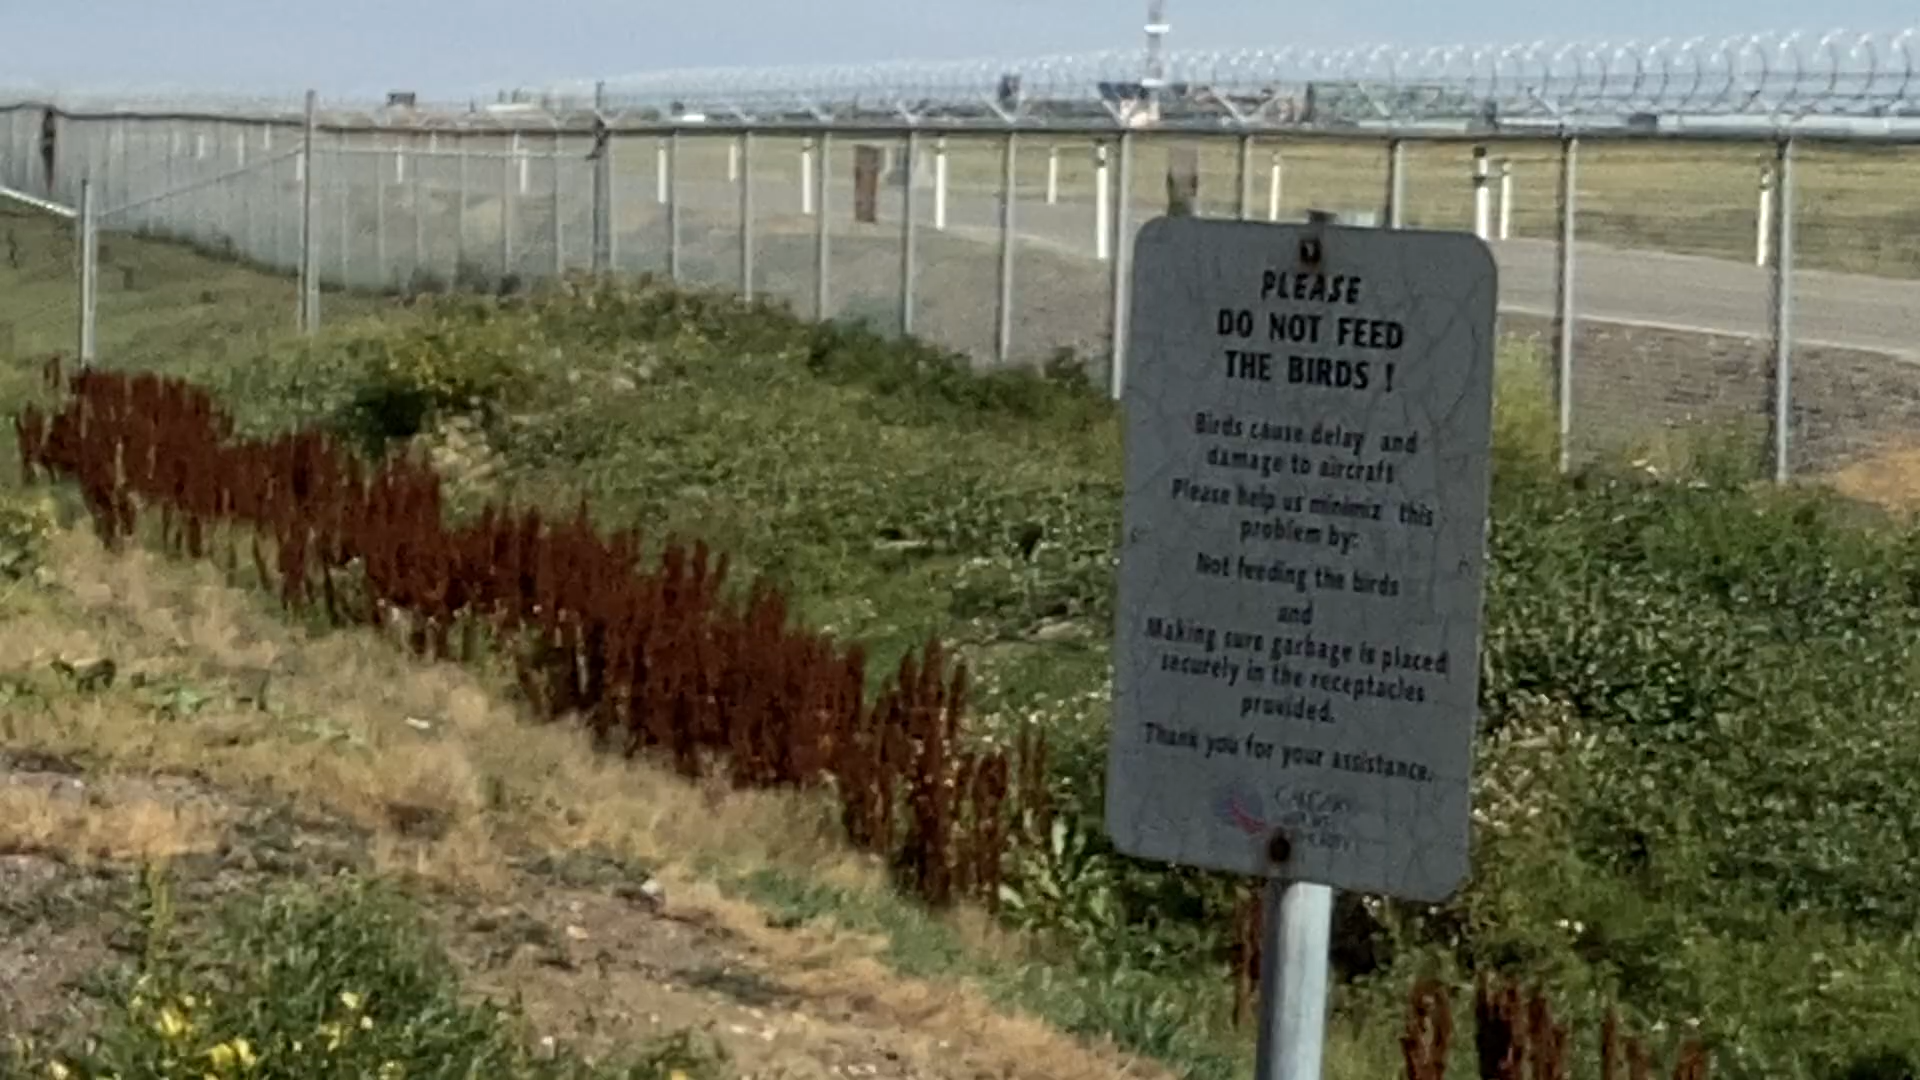 PLEASE
DO NOT FEED
THE BIRDS !
Birds cause delay and
damage to aircraft
Please help us minimiz this
problem by:
Not feeding the birds
and
Making sure garbage is placed
securely in the receptacles
provided.
Thank you for your assistance.